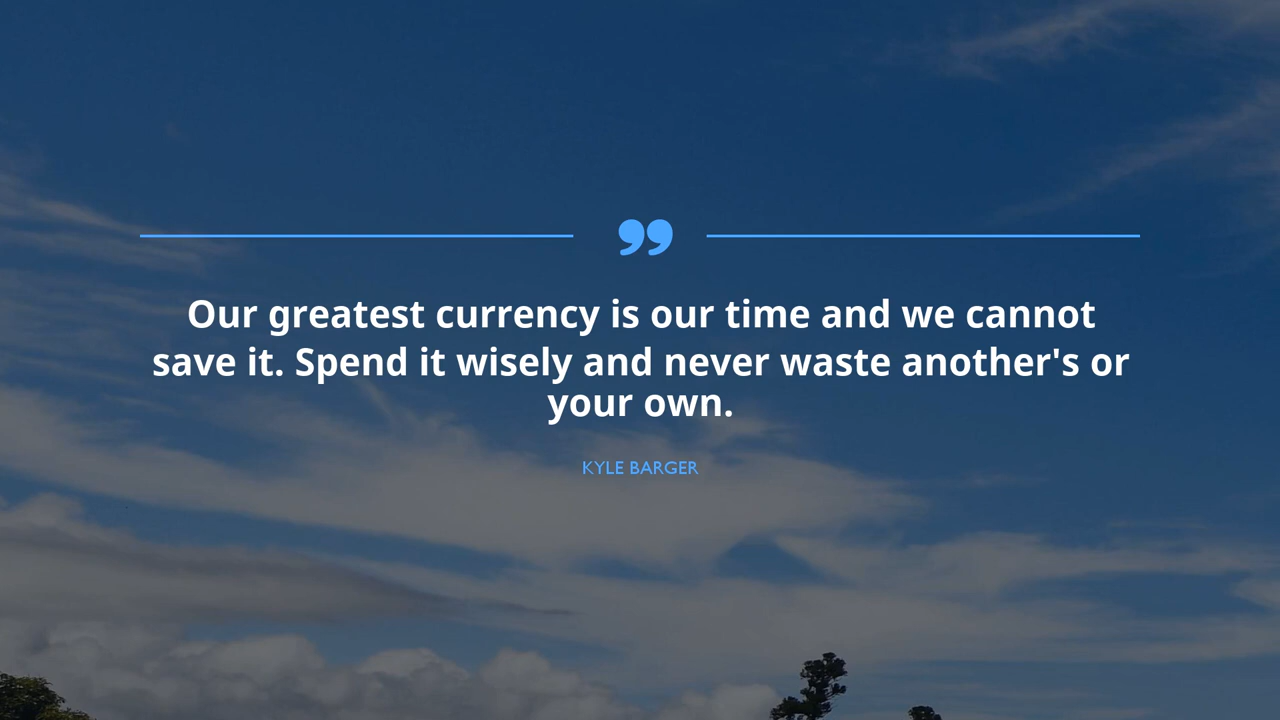 Our greatest currency is our time and we cannot
save it. Spend it wisely and never waste another's or
your own.
KYLE BARGER